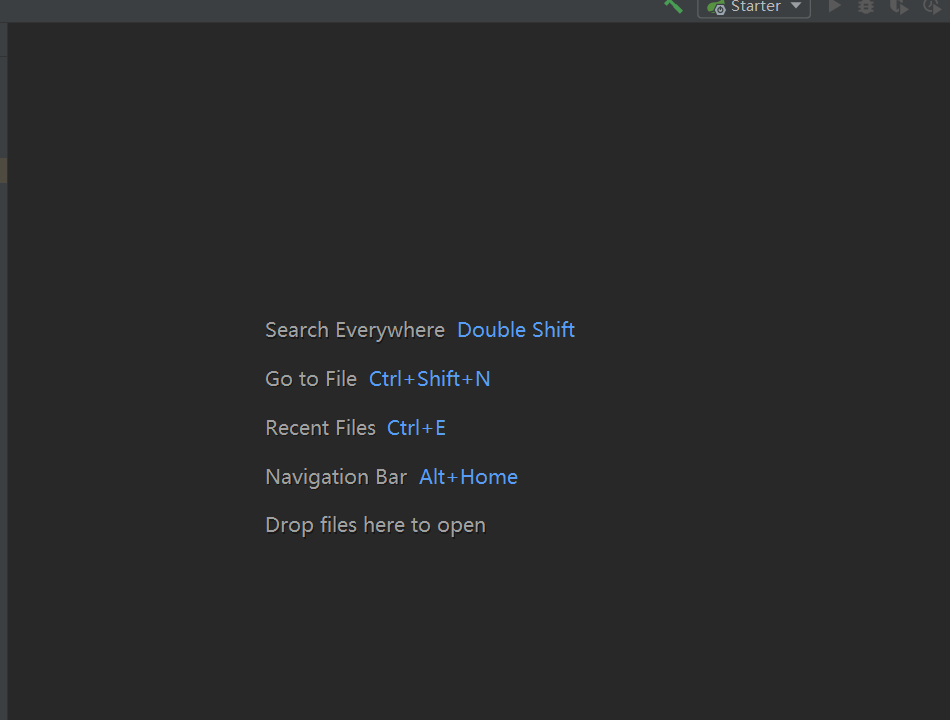 Starter
Search Everywhere Double Shift
Go to File Ctrl+Shift+N
Recent Files Ctrl+E
Navigation Bar Alt+Home
Drop files here to open